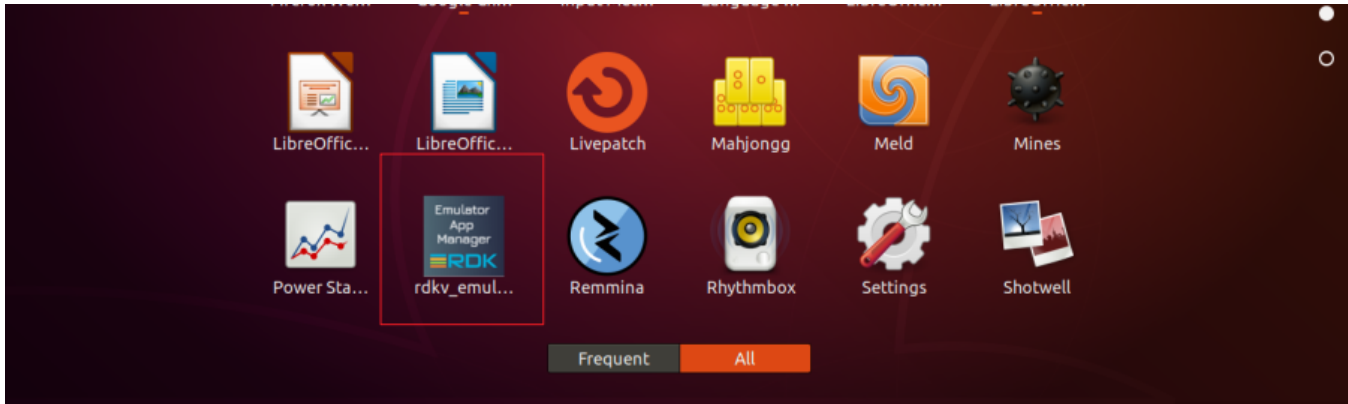 LibreOffic...
LibreOffic...
Livepatch
Mahjongg
Meld
Mines
Emulator
App
Manager
RDK
Power Sta...
rdkv_emul...
Remmina
Rhythmbox
Settings
Shotwell
Frequent
All